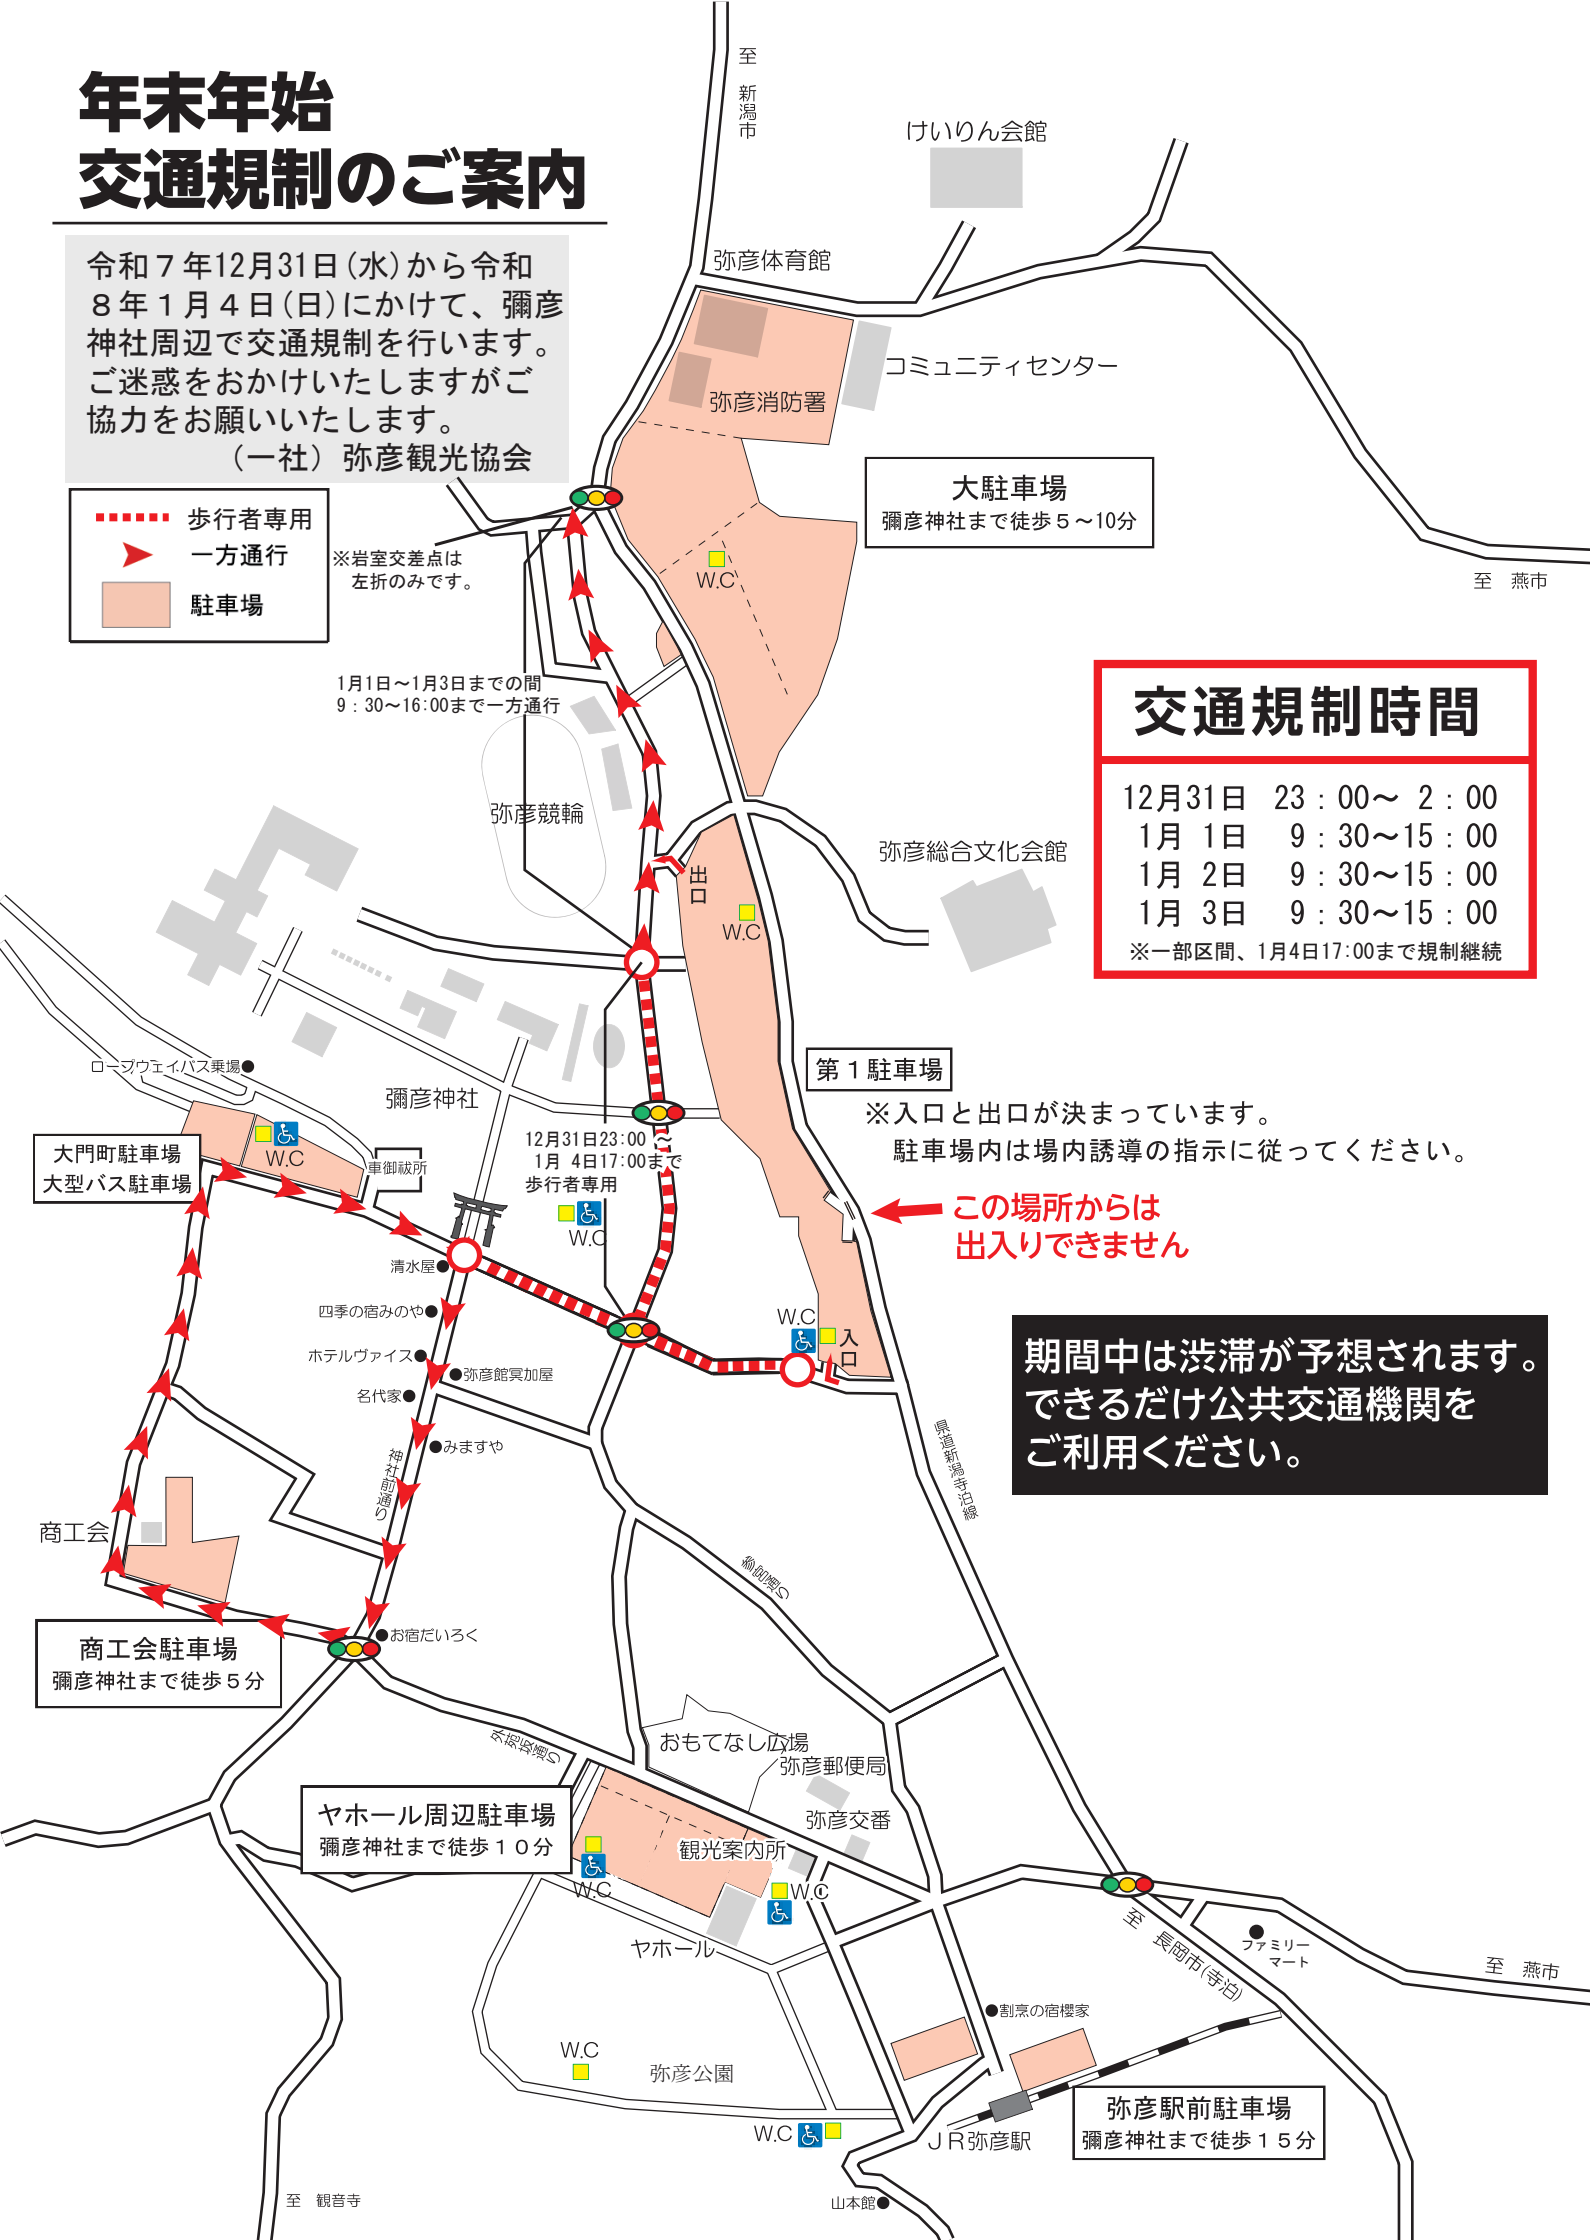 年末年始
交通規制のご案内
令和７年12月31日(水)から令和
８年１月４日(日)にかけて、彌彦
神社周辺で交通規制を行います。
ご迷惑をおかけいたしますがご
協力をお願いいたします。
（一社）弥彦観光協会
歩行者専用
一方通行
駐車場
※岩室交差点は
左折のみです。
至　新潟市
けいりん会館
弥彦体育館
コミュニティセンター
弥彦消防署
大駐車場
彌彦神社まで徒歩５～10分
W.C
至　燕市
1月1日～1月3日までの間
9：30～16:00まで一方通行
交通規制時間
12月31日　23：00～ 2：00
1月 1日　9：30～15：00
1月 2日　9：30～15：00
1月 3日　9：30～15：00
※一部区間、1月4日17:00まで規制継続
弥彦競輪
弥彦総合文化会館
出口
W.C
ロープウェイバス乗場
彌彦神社
第１駐車場
※入口と出口が決まっています。
駐車場内は場内誘導の指示に従ってください。
大門町駐車場
大型バス駐車場
W.C
車御祓所
12月31日23:00 ～
1月 4日17:00まで
歩行者専用
W.C
この場所からは
出入りできません
清水屋
四季の宿みのや
ホテルヴァイス
弥彦館冥加屋
名代家
みますや
神社前通り
W.C
入口
期間中は渋滞が予想されます。
できるだけ公共交通機関を
ご利用ください。
県道新潟寺泊線
商工会
参宮通り
商工会駐車場
彌彦神社まで徒歩５分
お宿だいろく
外苑坂通り
おもてなし広場
弥彦郵便局
弥彦交番
ヤホール周辺駐車場
彌彦神社まで徒歩１０分
観光案内所
W.C
W.C
ヤホール
至　長岡市(寺泊)
ファミリー
マート
至　燕市
割烹の宿櫻家
W.C
弥彦公園
W.C
ＪＲ弥彦駅
弥彦駅前駐車場
彌彦神社まで徒歩１５分
至　観音寺
山本館